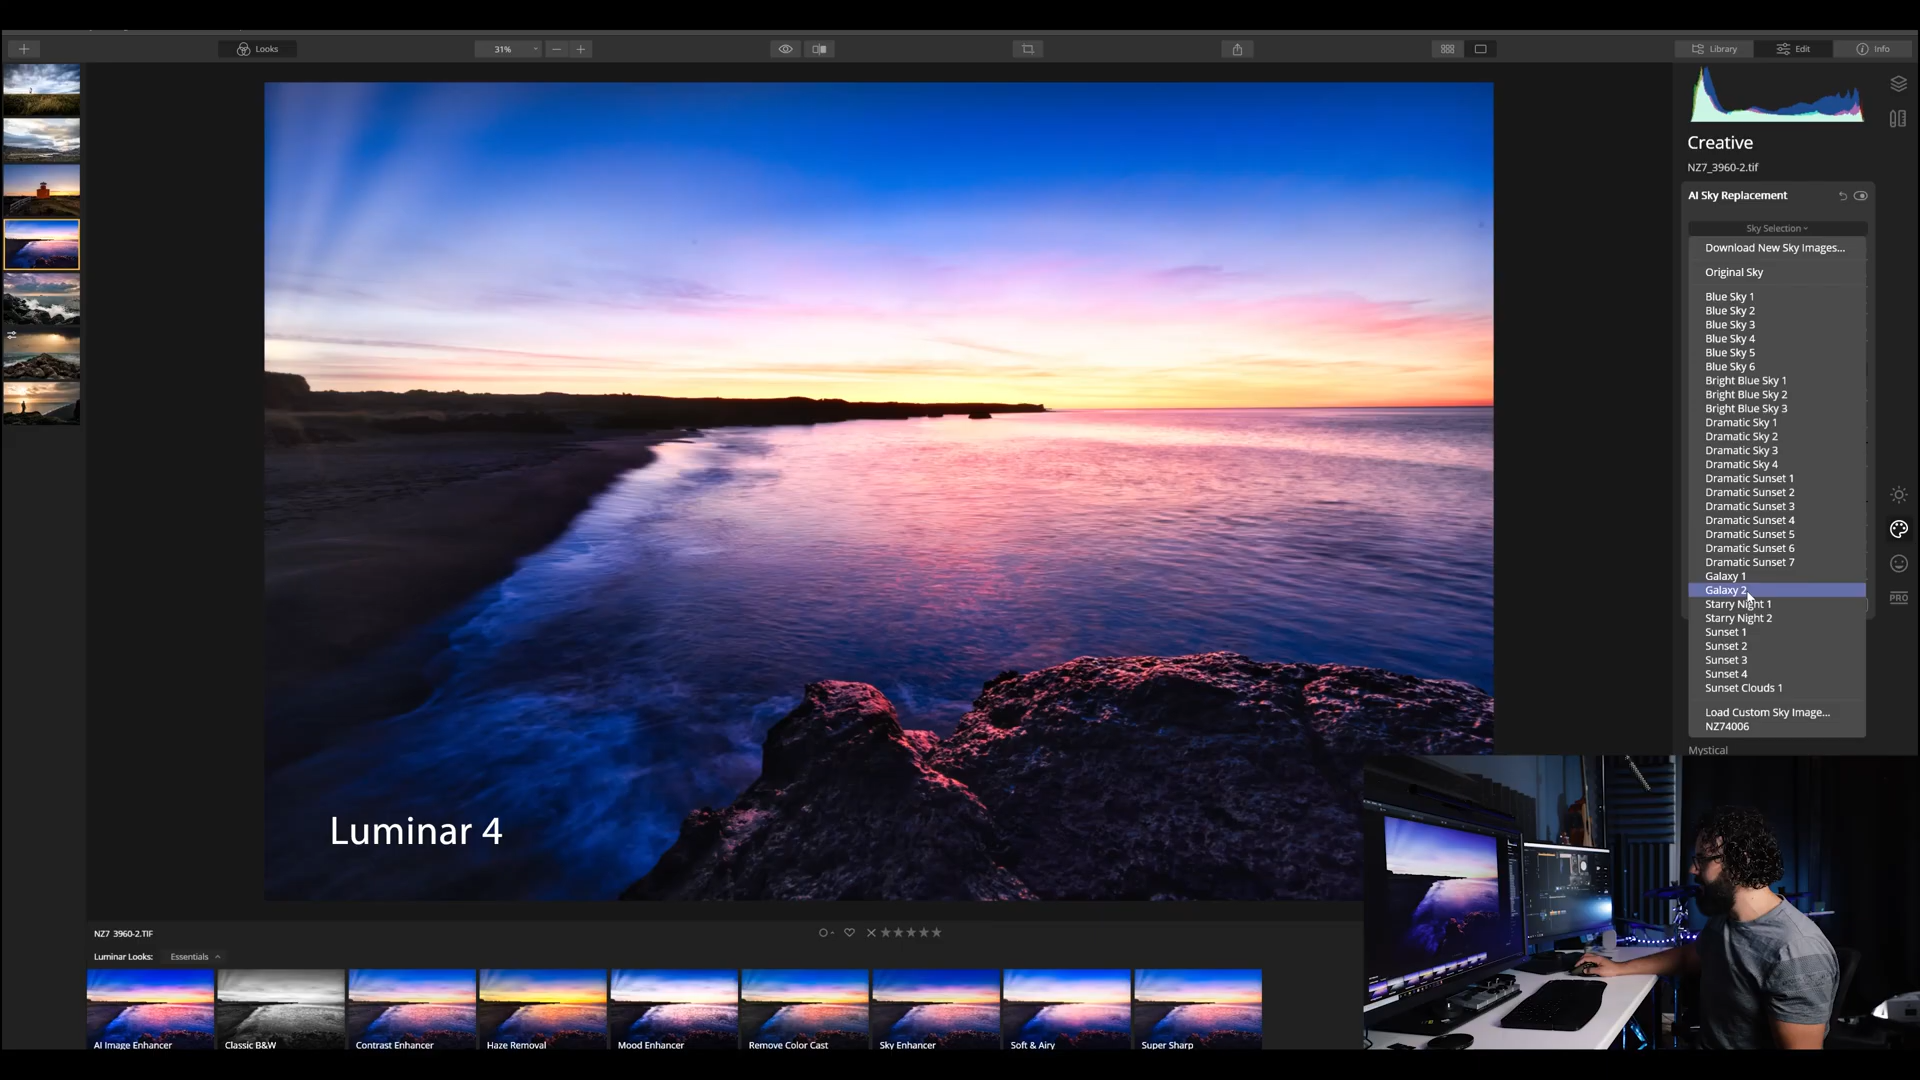 Looks
31%
Library
Edit
Info
Creative
NZ7_3960-2.tif
AI Sky Replacement
Sky Selection
Download New Sky Images...
Original Sky
Blue Sky 1
Blue Sky 2
Blue Sky 3
Blue Sky 4
Blue Sky 5
Blue Sky 6
Bright Blue Sky 1
Bright Blue Sky 2
Bright Blue Sky 3
Dramatic Sky 1
Dramatic Sky 2
Dramatic Sky 3
Dramatic Sky 4
Dramatic Sunset 1
Dramatic Sunset 2
Dramatic Sunset 3
Dramatic Sunset 4
Dramatic Sunset 5
Dramatic Sunset 6
Dramatic Sunset 7
Galaxy 1
Galaxy 2
Starry Night 1
Starry Night 2
Sunset 1
Sunset 2
Sunset 3
Sunset 4
Sunset Clouds 1
Load Custom Sky Image...
NZ74006
Mystical
PRO
Luminar 4
NZ7 3960-2.TIF
Luminar Looks: Essentials
AI Image Enhancer
Classic B&W
Contrast Enhancer
Haze Removal
Mood Enhancer
Remove Color Cast
Sky Enhancer
Soft & Airy
Super Sharp